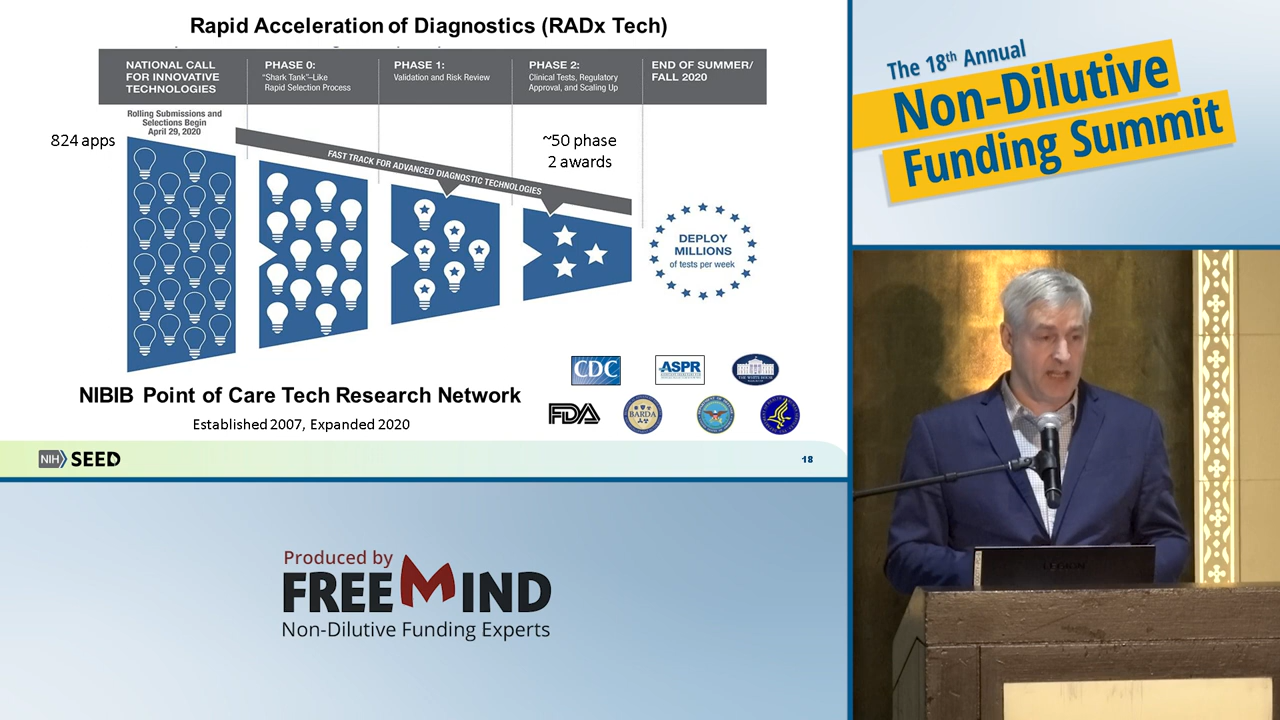 Rapid Acceleration of Diagnostics (RADx Tech)
NATIONAL CALL
FOR INNOVATIVE
TECHNOLOGIES
PHASE 0:
"Shark Tank"–Like
Rapid Selection Process
PHASE 1:
Validation and Risk Review
PHASE 2:
Clinical Tests, Regulatory
Approval, and Scaling Up
END OF SUMMER/
FALL 2020
Rolling Submissions and
Selections Begin
April 29, 2020
824 apps
FAST TRACK FOR ADVANCED DIAGNOSTIC TECHNOLOGIES
~50 phase
2 awards
DEPLOY
MILLIONS
of tests per week
NIBIB Point of Care Tech Research Network
Established 2007, Expanded 2020
CDC
ASPR
THE WHITE HOUSE
FDA
BARDA
NIH SEED
18
The 18th Annual
Non-Dilutive
Funding Summit
LEGION
Produced by
FREEMIND
Non-Dilutive Funding Experts